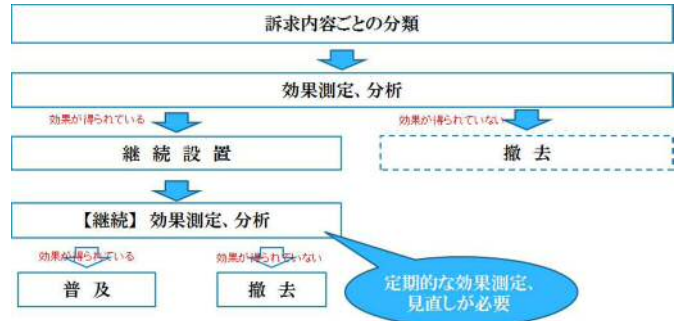 訴求内容ごとの分類
効果測定、分析
効果が得られている
効果が得られていない
継続設置
撤去
【継続】効果測定、分析
効果が得られている
効果が得られていない
普及
撤去
定期的な効果測定、
見直しが必要